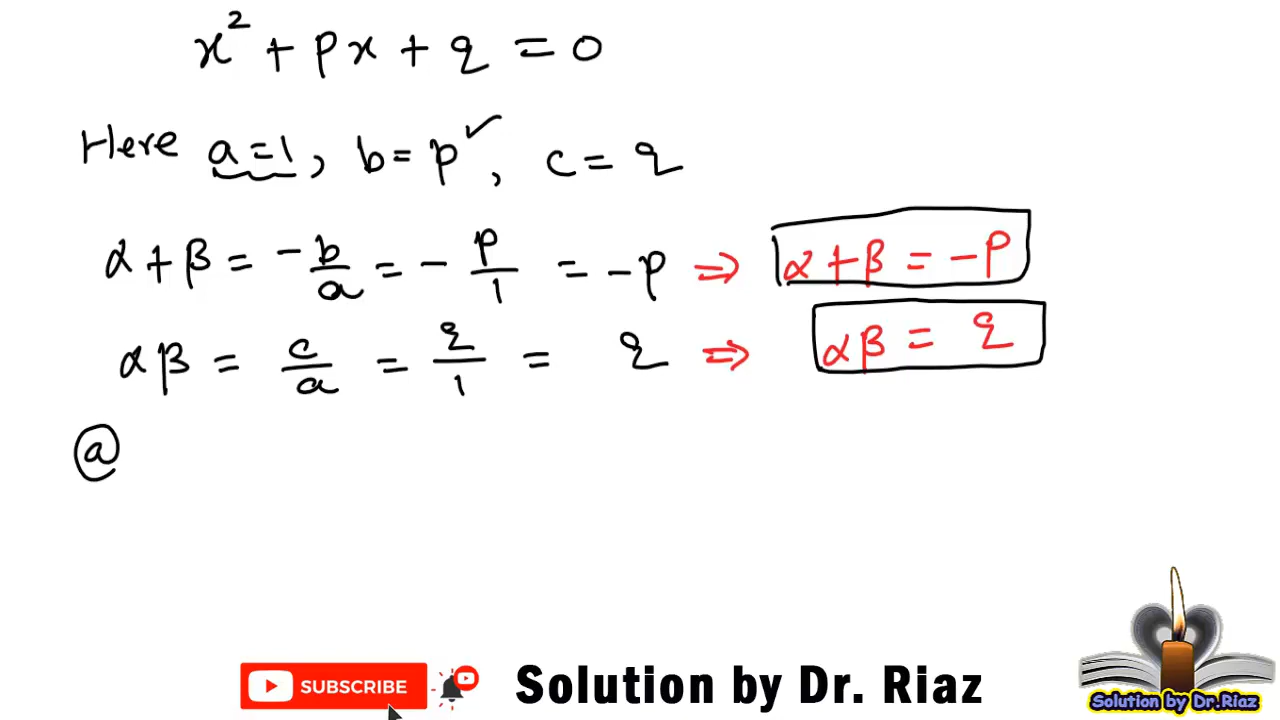 x² + px + q = 0
Here a = 1, b = p ✓, c = q
α + β = -b/a = - p/1 = -p ⇒ α + β = -P
αβ = c/a = q/1 = q ⇒ αβ = q
ⓐ
SUBSCRIBE
Solution by Dr. Riaz
Solution by Dr.Riaz